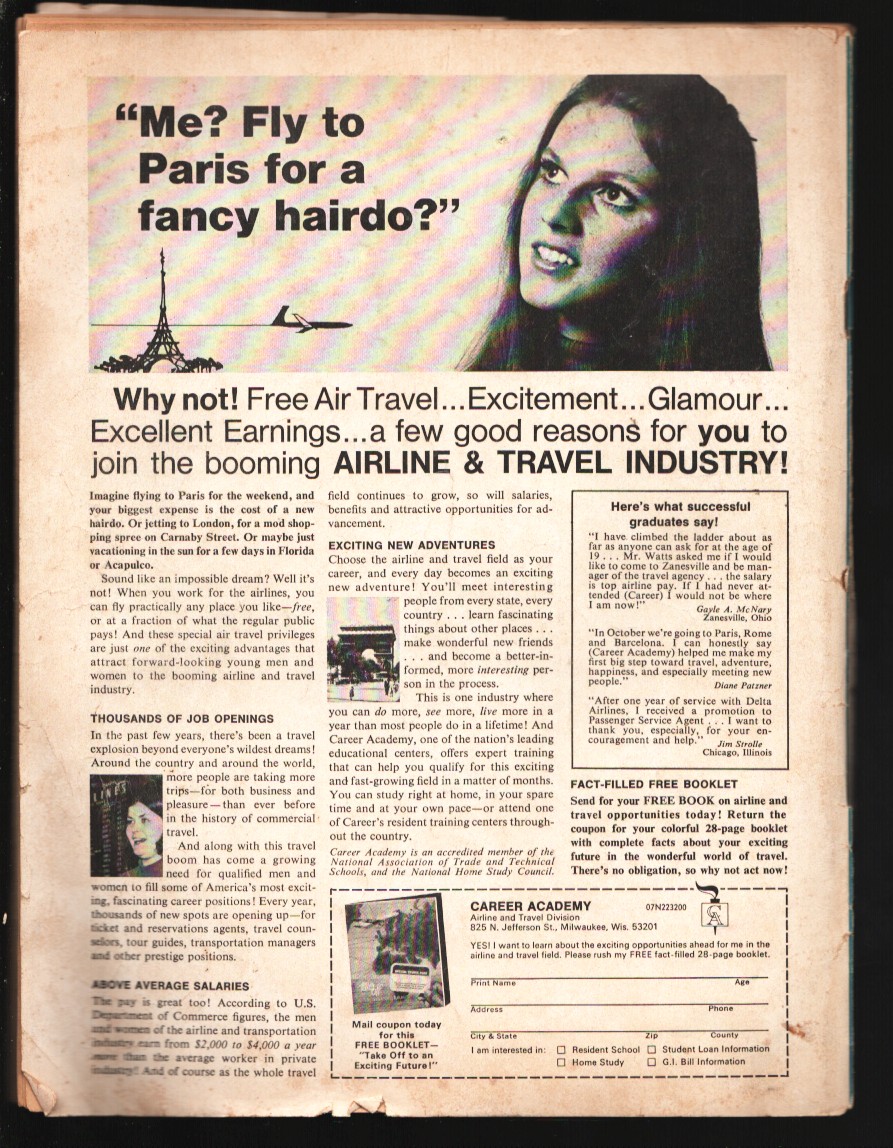 “Me? Fly to
Paris for a
fancy hairdo?”
Why not! Free Air Travel...Excitement...Glamour...
Excellent Earnings...a few good reasons for you to
join the booming AIRLINE & TRAVEL INDUSTRY!
Imagine flying to Paris for the weekend, and
your biggest expense is the cost of a new
hairdo. Or jetting to London, for a mod shop-
ping spree on Carnaby Street. Or maybe just
vacationing in the sun for a few days in Florida
or Acapulco.
Sound like an impossible dream? Well it's
not! When you work for the airlines, you
can fly practically any place you like—free,
or at a fraction of what the regular public
pays! And these special air travel privileges
are just one of the exciting advantages that
attract forward-looking young men and
women to the booming airline and travel
industry.
THOUSANDS OF JOB OPENINGS
In the past few years, there's been a travel
explosion beyond everyone's wildest dreams!
Around the country and around the world,
more people are taking more
trips—for both business and
pleasure—than ever before
in the history of commercial
travel.
And along with this travel
boom has come a growing
need for qualified men and
women to fill some of America's most excit-
ing, fascinating career positions! Every year,
thousands of new spots are opening up—for
ticket and reservations agents, travel coun-
selors, tour guides, transportation managers
and other prestige positions.
ABOVE AVERAGE SALARIES
The pay is great too! According to U.S.
Department of Commerce figures, the men
and women of the airline and transportation
industry earn from $2,000 to $4,000 a year
more than the average worker in private
industry! And of course as the whole travel
field continues to grow, so will salaries,
benefits and attractive opportunities for ad-
vancement.
EXCITING NEW ADVENTURES
Choose the airline and travel field as your
career, and every day becomes an exciting
new adventure! You'll meet interesting
people from every state, every
country . . . learn fascinating
things about other places . . .
make wonderful new friends
. . . and become a better-in-
formed, more interesting per-
son in the process.
This is one industry where
you can do more, see more, live more in a
year than most people do in a lifetime! And
Career Academy, one of the nation's leading
educational centers, offers expert training
that can help you qualify for this exciting
and fast-growing field in a matter of months.
You can study right at home, in your spare
time and at your own pace—or attend one
of Career's resident training centers through-
out the country.
Career Academy is an accredited member of the
National Association of Trade and Technical
Schools, and the National Home Study Council.
Here's what successful
graduates say!
"I have climbed the ladder about as
far as anyone can ask for at the age of
19 . . . Mr. Watts asked me if I would
like to come to Zanesville and be man-
ager of the travel agency . . . the salary
is top airline pay. If I had never at-
tended (Career) I would not be where
I am now!"
Gayle A. McNary
Zanesville, Ohio
"In October we're going to Paris, Rome
and Barcelona. I can honestly say
(Career Academy) helped me make my
first big step toward travel, adventure,
happiness, and especially meeting new
people."
Diane Patzner
"After one year of service with Delta
Airlines, I received a promotion to
Passenger Service Agent . . . I want to
thank you, especially, for your en-
couragement and help."
Jim Strolle
Chicago, Illinois
FACT-FILLED FREE BOOKLET
Send for your FREE BOOK on airline and
travel opportunities today! Return the
coupon for your colorful 28-page booklet
with complete facts about your exciting
future in the wonderful world of travel.
There's no obligation, so why not act now!
Mail coupon today
for this
FREE BOOKLET—
"Take Off to an
Exciting Future!"
CAREER ACADEMY 07N223200
CA
Airline and Travel Division
825 N. Jefferson St., Milwaukee, Wis. 53201
YES! I want to learn about the exciting opportunities ahead for me in the
airline and travel field. Please rush my FREE fact-filled 28-page booklet.
Print Name Age
Address Phone
City & State Zip County
I am interested in: □ Resident School □ Student Loan Information
□ Home Study □ G.I. Bill Information